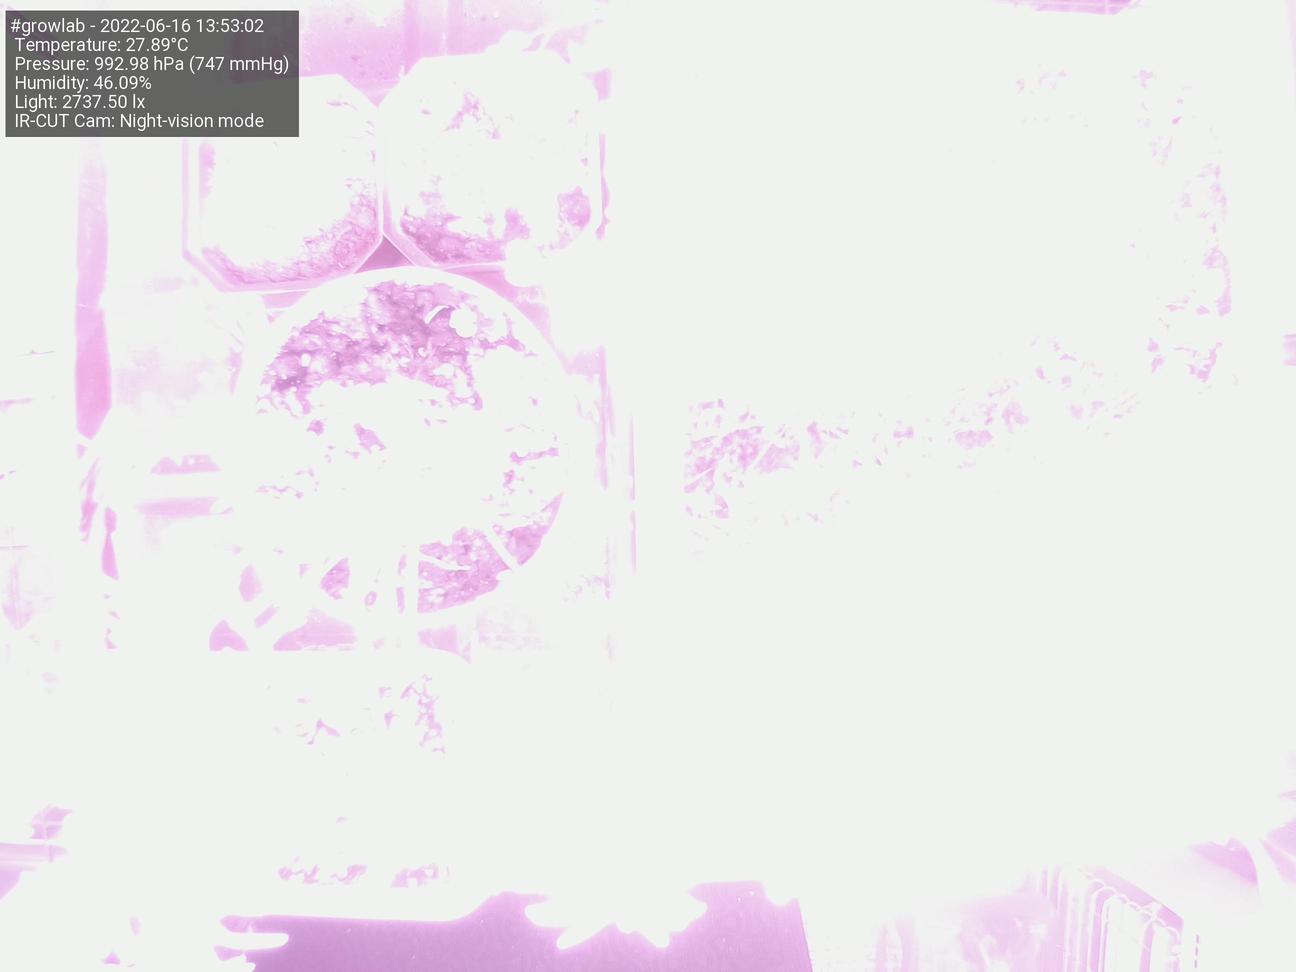 #growlab - 2022-06-16 13:53:02
Temperature: 27.89°C
Pressure: 992.98 hPa (747 mmHg)
Humidity: 46.09%
Light: 2737.50 lx
IR-CUT Cam: Night-vision mode